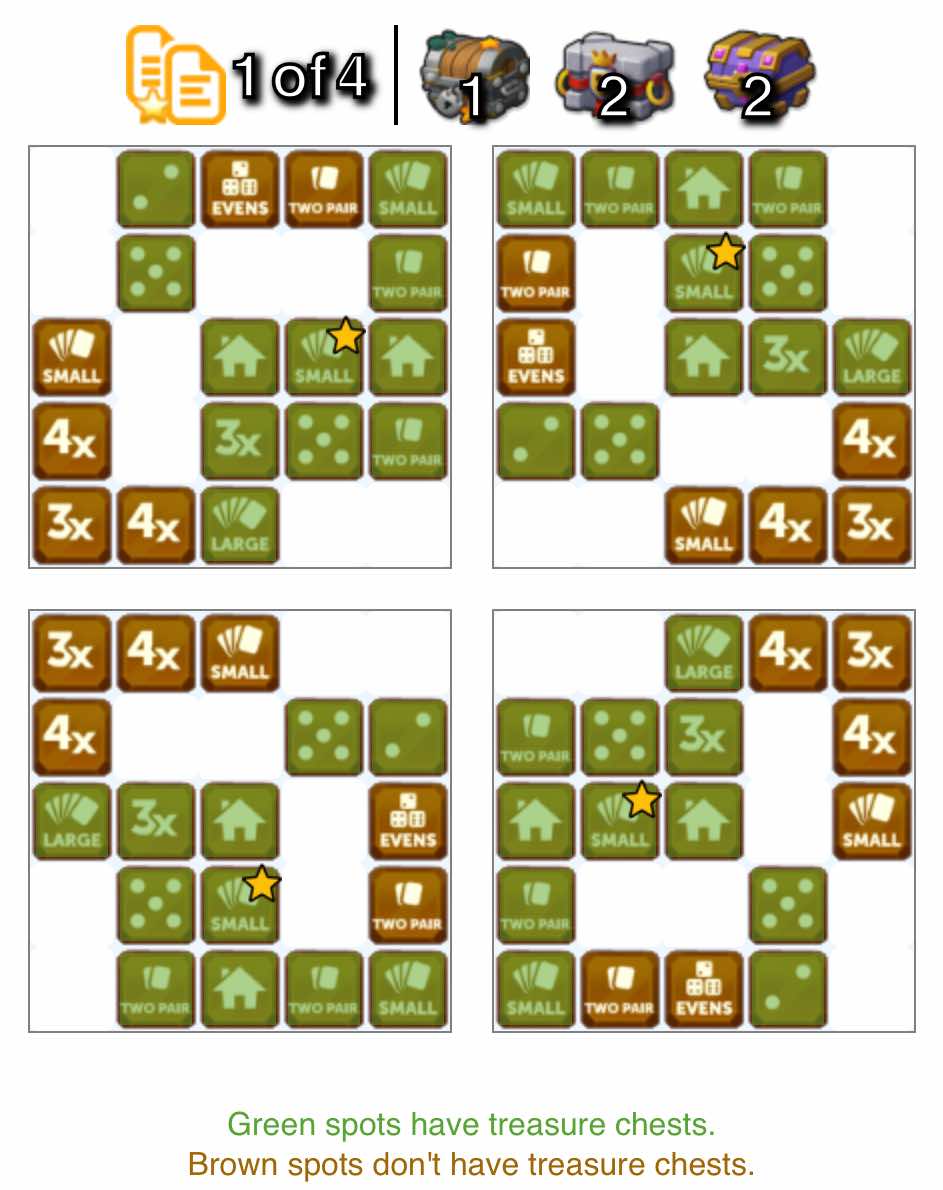 1 of 4 1 2 2
EVENS TWO PAIR SMALL
TWO PAIR
SMALL SMALL
4x 3x TWO PAIR
3x 4x LARGE
SMALL TWO PAIR TWO PAIR
TWO PAIR SMALL
EVENS 3x LARGE
4x
SMALL 4x 3x
3x 4x SMALL
4x
LARGE 3x EVENS
SMALL TWO PAIR
TWO PAIR TWO PAIR SMALL
LARGE 4x 3x
TWO PAIR 3x 4x
SMALL SMALL
TWO PAIR
SMALL TWO PAIR EVENS
Green spots have treasure chests.
Brown spots don't have treasure chests.